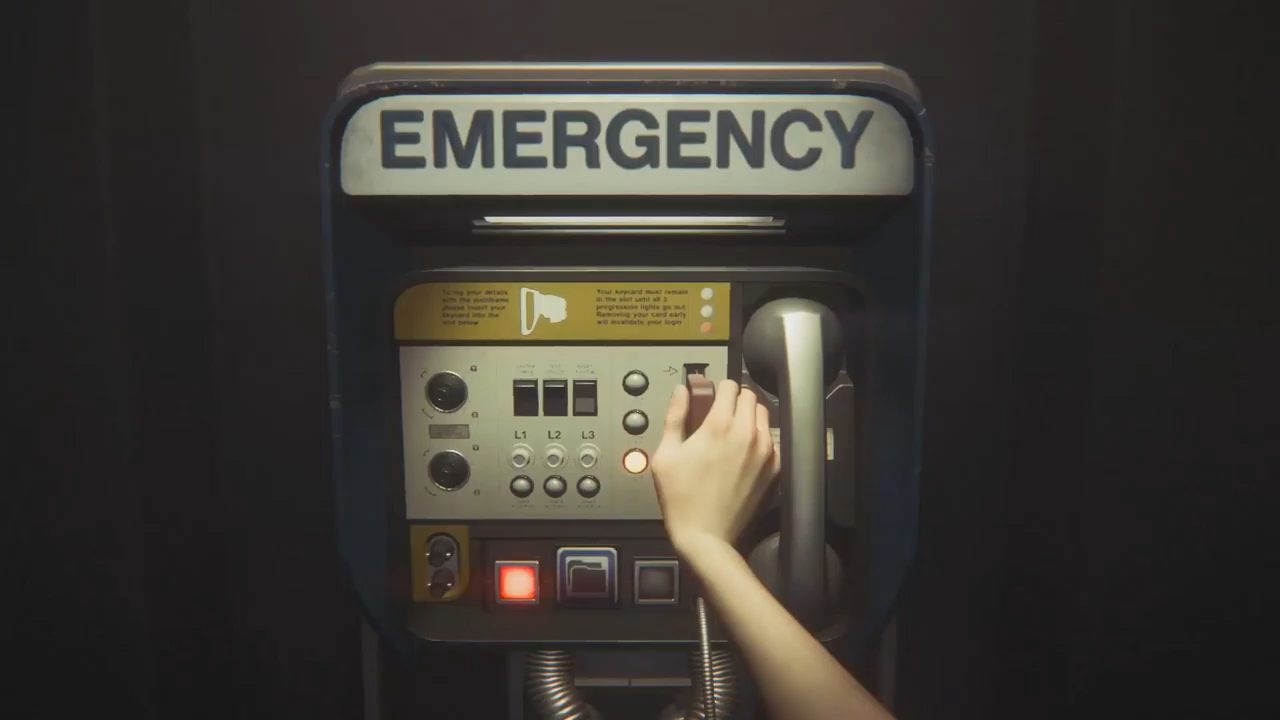 EMERGENCY
To log your details
with the mainframe
please insert your
keycard into the
slot below
Your keycard must remain
in the slot until all 3
progression lights go out
Removing your card early
will invalidate your login
L1
L2
L3